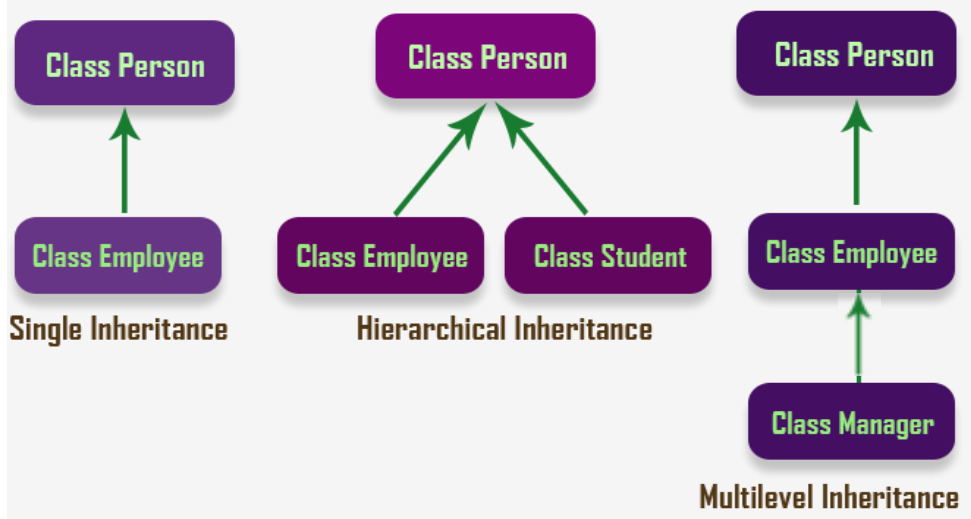 Class Person
Class Employee
Single Inheritance
Class Person
Class Employee
Class Student
Hierarchical Inheritance
Class Person
Class Employee
Class Manager
Multilevel Inheritance